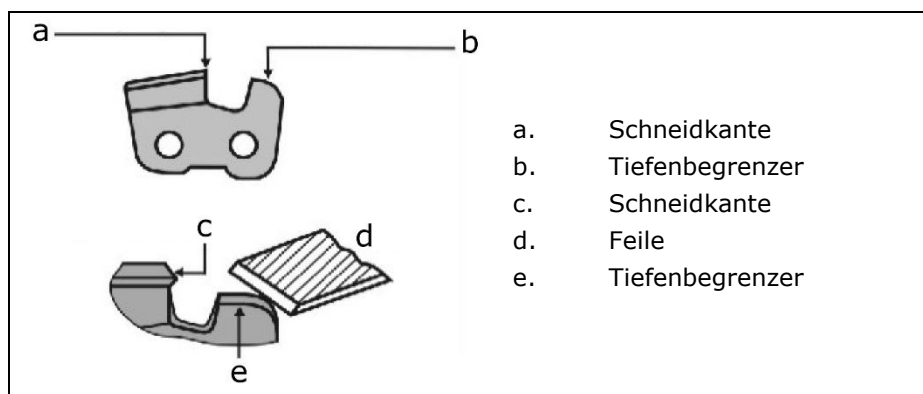 a
b
c
d
e
a. Schneidkante
b. Tiefenbegrenzer
c. Schneidkante
d. Feile
e. Tiefenbegrenzer